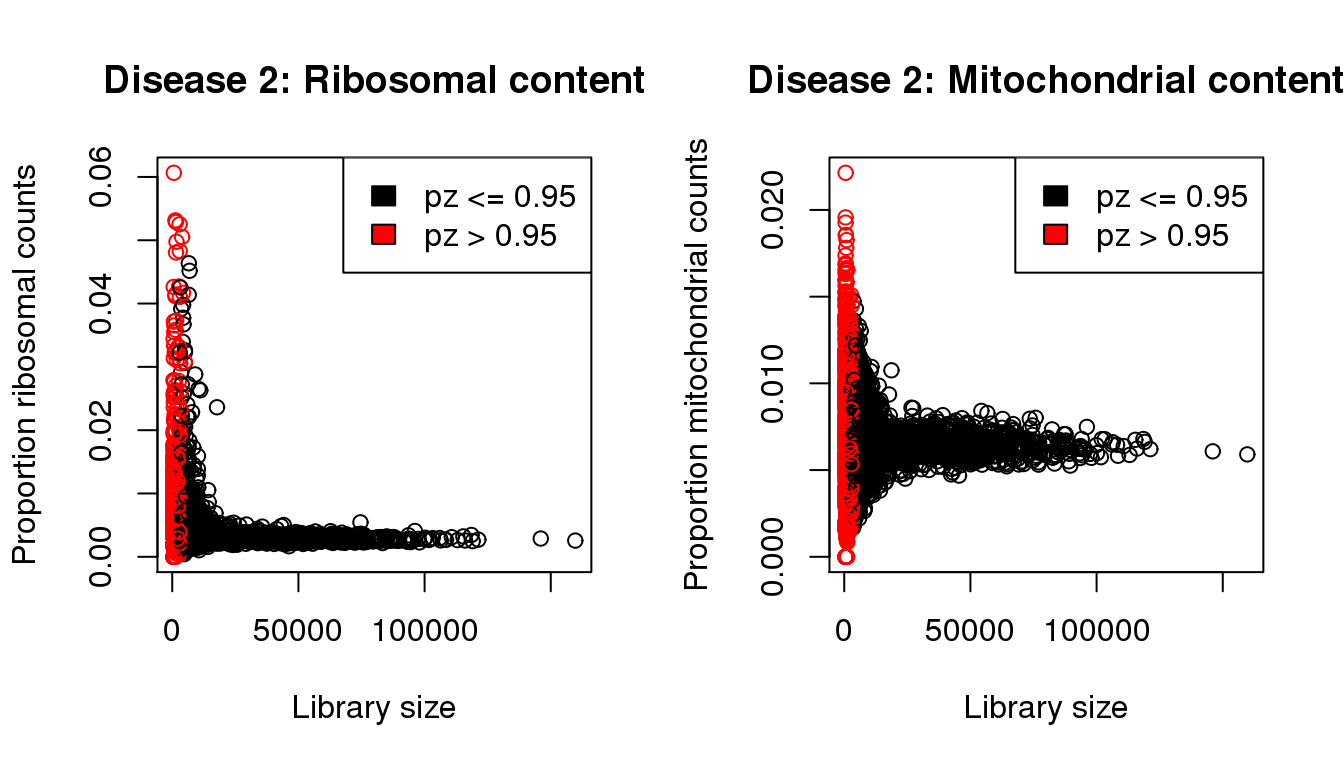 Disease 2: Ribosomal content
Proportion ribosomal counts
0.06
0.04
0.02
0.00
pz <= 0.95
pz > 0.95
0 50000 100000
Library size
Disease 2: Mitochondrial content
Proportion mitochondrial counts
0.020
0.010
0.000
pz <= 0.95
pz > 0.95
0 50000 100000
Library size